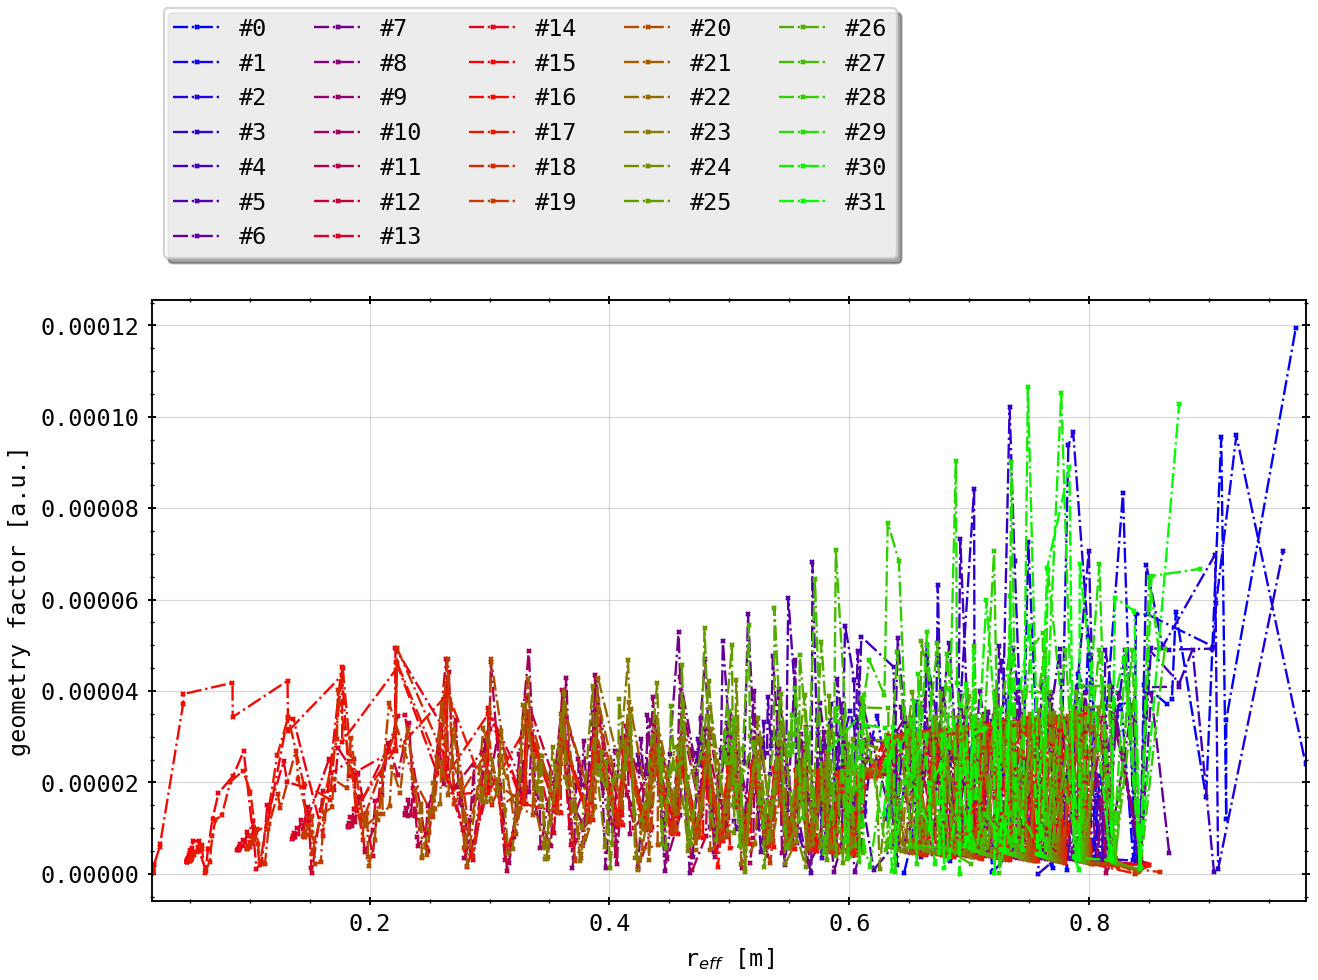 #0 #7 #14 #20 #26
#1 #8 #15 #21 #27
#2 #9 #16 #22 #28
#3 #10 #17 #23 #29
#4 #11 #18 #24 #30
#5 #12 #19 #25 #31
#6 #13
0.00012
0.00010
0.00008
0.00006
0.00004
0.00002
0.00000
geometry factor [a.u.]
0.2 0.4 0.6 0.8
r_eff [m]